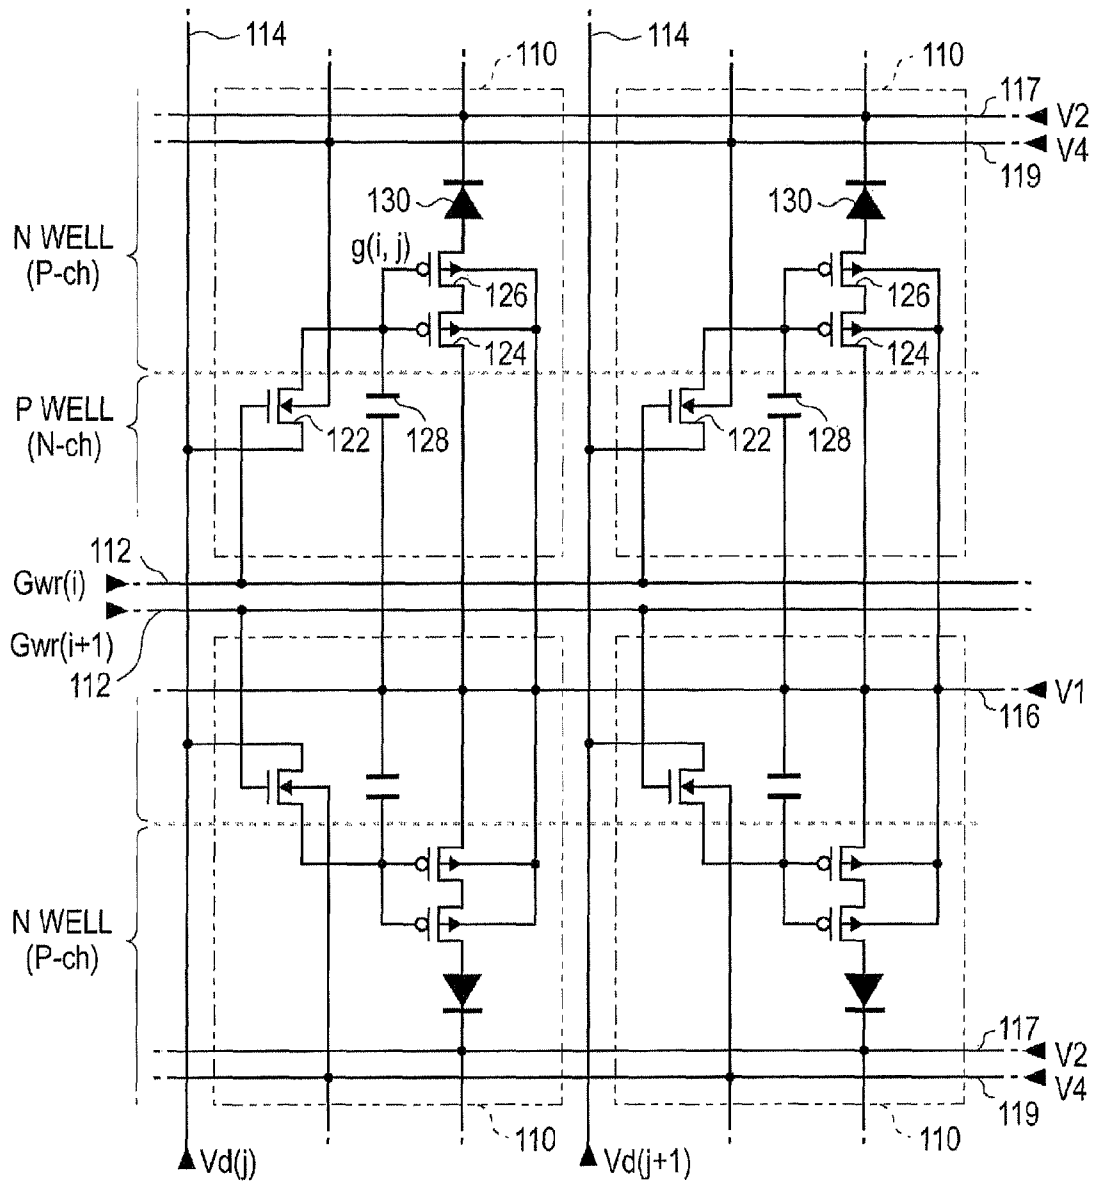 114
110
114
110
117
V2
V4
119
130
130
N WELL
(P-ch)
g(i, j)
126
126
124
124
P WELL
(N-ch)
122
128
122
128
112
Gwr(i)
Gwr(i+1)
112
V1
116
N WELL
(P-ch)
117
V2
V4
119
110
110
Vd(j)
Vd(j+1)